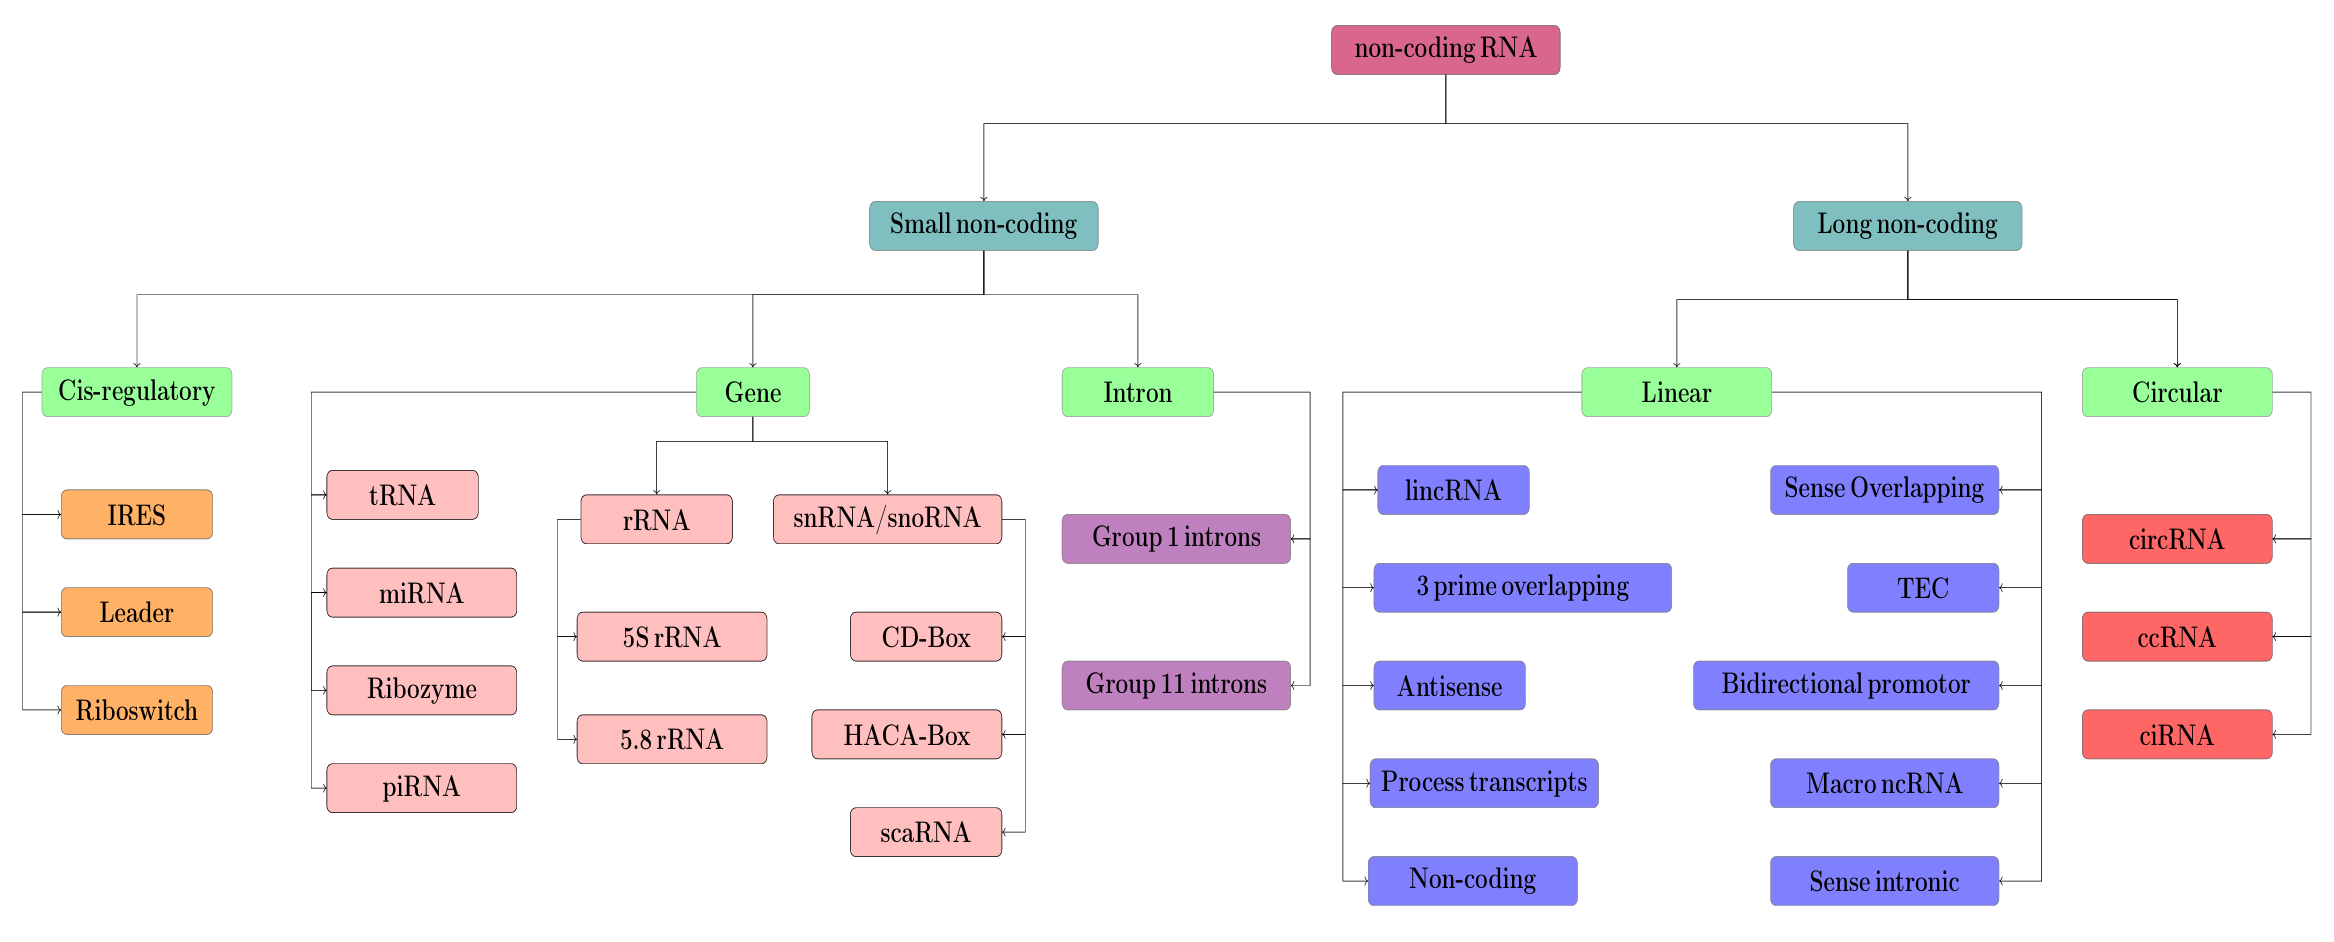 non-coding RNA
Small non-coding
Long non-coding
Cis-regulatory
Gene
Intron
Linear
Circular
IRES
Leader
Riboswitch
tRNA
miRNA
Ribozyme
piRNA
rRNA
5S rRNA
5.8 rRNA
snRNA/snoRNA
CD-Box
HACA-Box
scaRNA
Group 1 introns
Group 11 introns
lincRNA
3 prime overlapping
Antisense
Process transcripts
Non-coding
Sense Overlapping
TEC
Bidirectional promotor
Macro ncRNA
Sense intronic
circRNA
ccRNA
ciRNA